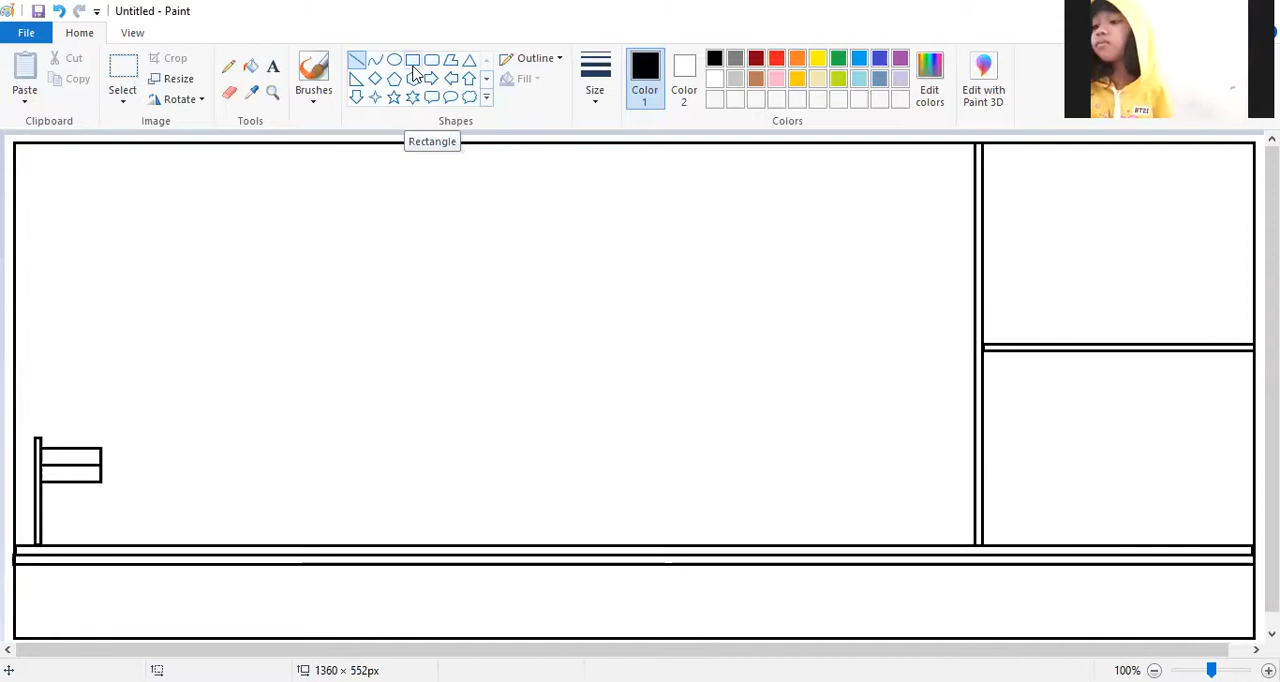 Untitled - Paint
File Home View
Paste
Cut
Copy
Clipboard
Select
Crop
Resize
Rotate
Image
Tools
Brushes
Shapes
Outline
Fill
Size
Color 1
Color 2
Colors
Edit colors
Edit with Paint 3D
BT21
Rectangle
1360 × 552px
100%